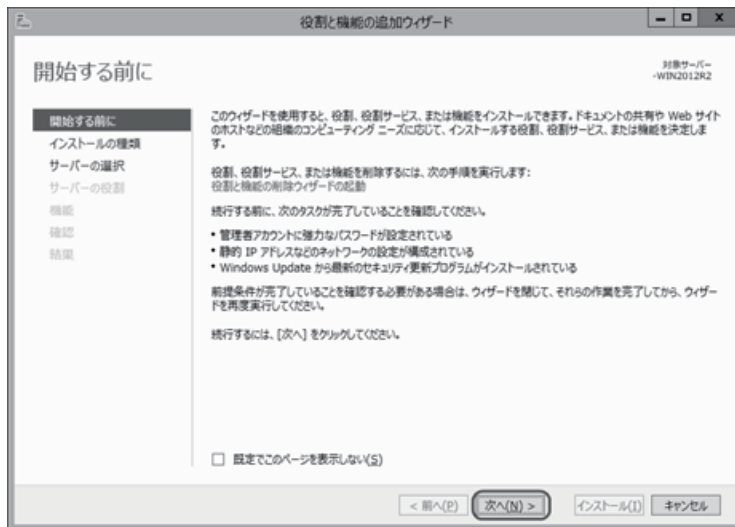 役割と機能の追加ウィザード
開始する前に
対象サーバー
-WIN2012R2
開始する前に
インストールの種類
サーバーの選択
サーバーの役割
機能
確認
結果
このウィザードを使用すると、役割、役割サービス、または機能をインストールできます。ドキュメントの共有や Web サイト
のホストなどの組織のコンピューティング ニーズに応じて、インストールする役割、役割サービス、または機能を決定しま
す。
役割、役割サービス、または機能を削除するには、次の手順を実行します:
役割と機能の削除ウィザードの起動
続行する前に、次のタスクが完了していることを確認してください。
• 管理者アカウントに強力なパスワードが設定されている
• 静的 IP アドレスなどのネットワークの設定が構成されている
• Windows Update から最新のセキュリティ更新プログラムがインストールされている
前提条件が完了していることを確認する必要がある場合は、ウィザードを閉じて、それらの作業を完了してから、ウィザー
ドを再度実行してください。
続行するには、[次へ] をクリックしてください。
既定でこのページを表示しない(S)
< 前へ(P) 次へ(N) > インストール(I) キャンセル